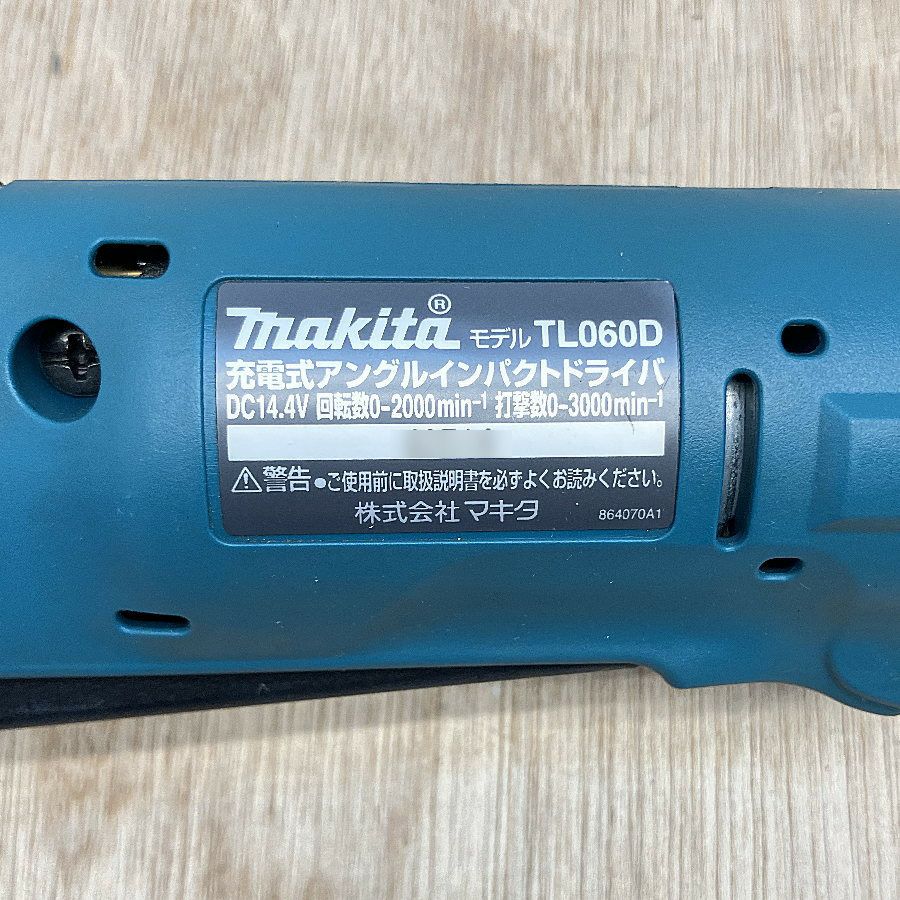 makita® モデル TL060D
充電式アングルインパクトドライバ
DC14.4V 回転数0-2000min⁻¹ 打撃数0-3000min⁻¹
⚠警告 ●ご使用前に取扱説明書を必ずよくお読みください。
株式会社 マキタ 864070A1